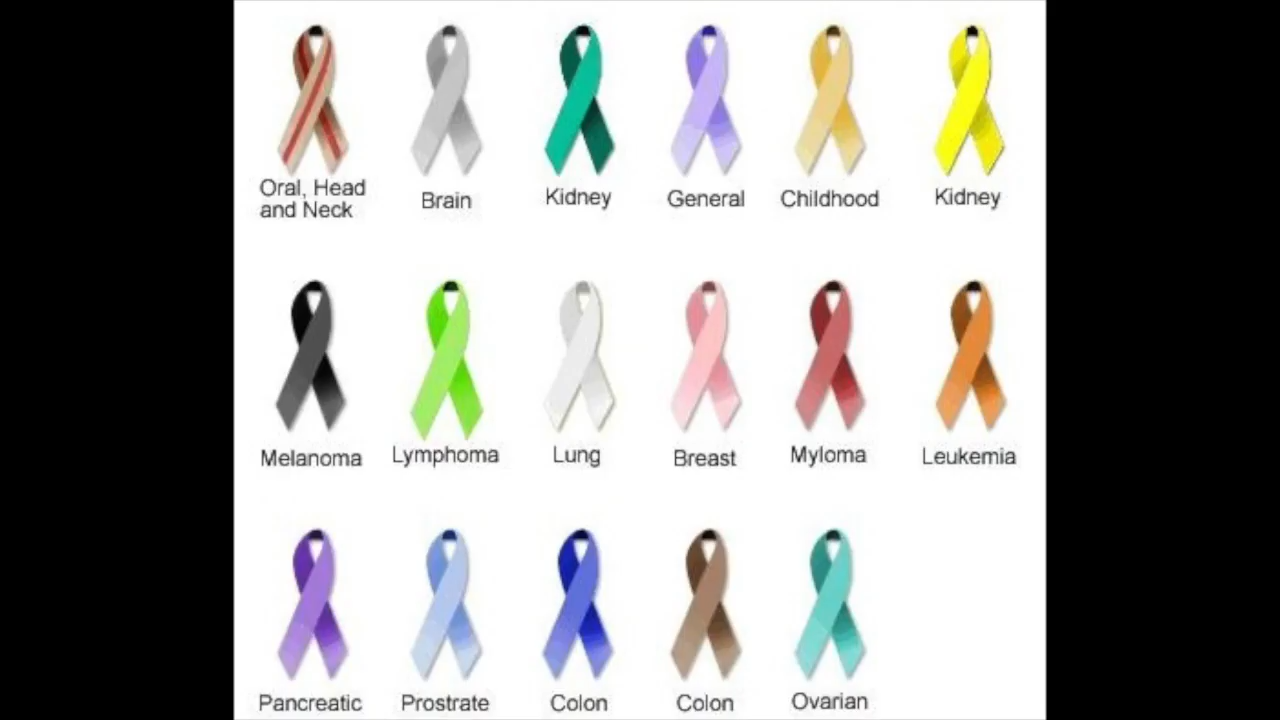 Oral, Head
and Neck
Brain
Kidney
General
Childhood
Kidney
Melanoma
Lymphoma
Lung
Breast
Myloma
Leukemia
Pancreatic
Prostrate
Colon
Colon
Ovarian